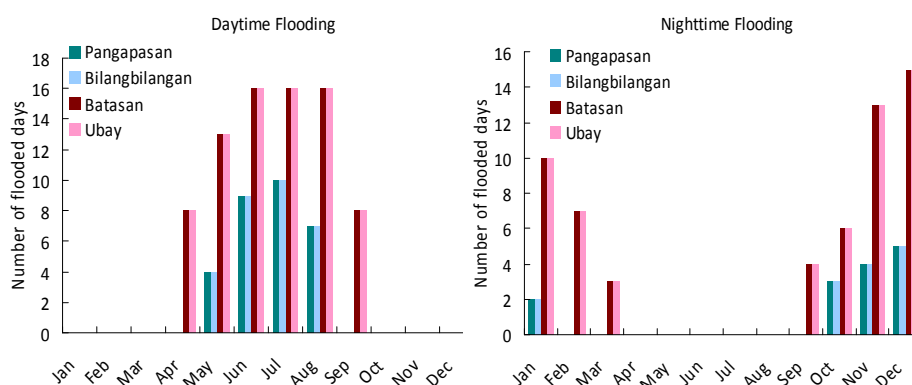 Daytime Flooding
Number of flooded days
18
16
14
12
10
8
6
4
2
0
Pangapasan
Bilangbilangan
Batasan
Ubay
Jan Feb Mar Apr May Jun Jul Aug Sep Oct Nov Dec
Nighttime Flooding
Number of flooded days
16
14
12
10
8
6
4
2
0
Pangapasan
Bilangbilangan
Batasan
Ubay
Jan Feb Mar Apr May Jun Jul Aug Sep Oct Nov Dec